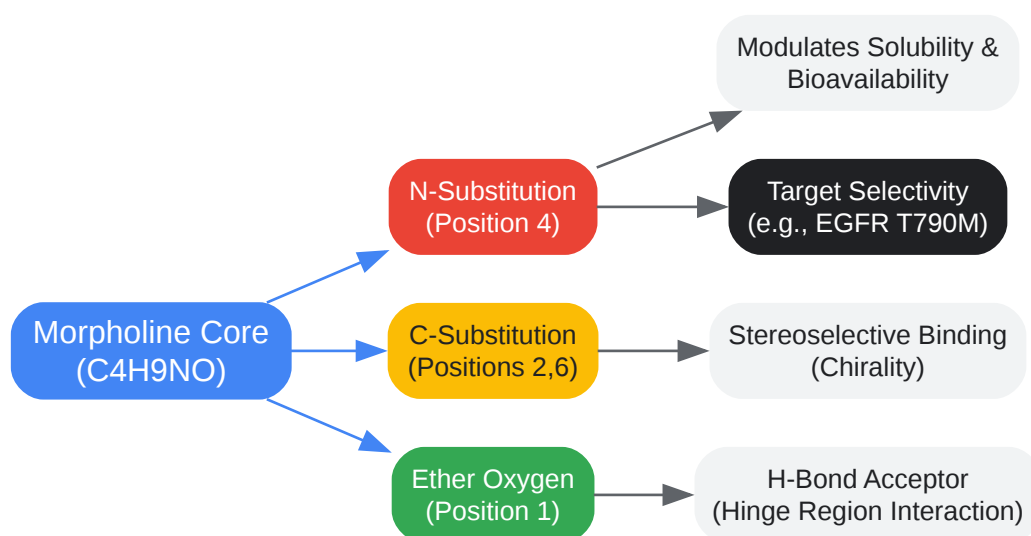 Modulates Solubility &
Bioavailability
N-Substitution
(Position 4)
Target Selectivity
(e.g., EGFR T790M)
Morpholine Core
(C4H9NO)
C-Substitution
(Positions 2,6)
Stereoselective Binding
(Chirality)
Ether Oxygen
(Position 1)
H-Bond Acceptor
(Hinge Region Interaction)